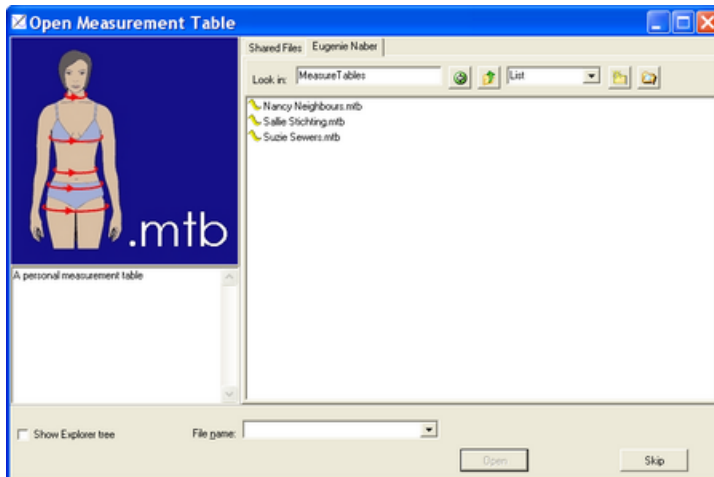 Open Measurement Table
Shared Files Eugenie Naber
Look in: MeasureTables List
Nancy Neighbours.mtb
Sallie Stichting.mtb
Suzie Sewers.mtb
.mtb
A personal measurement table
Show Explorer tree File name:
Open Skip